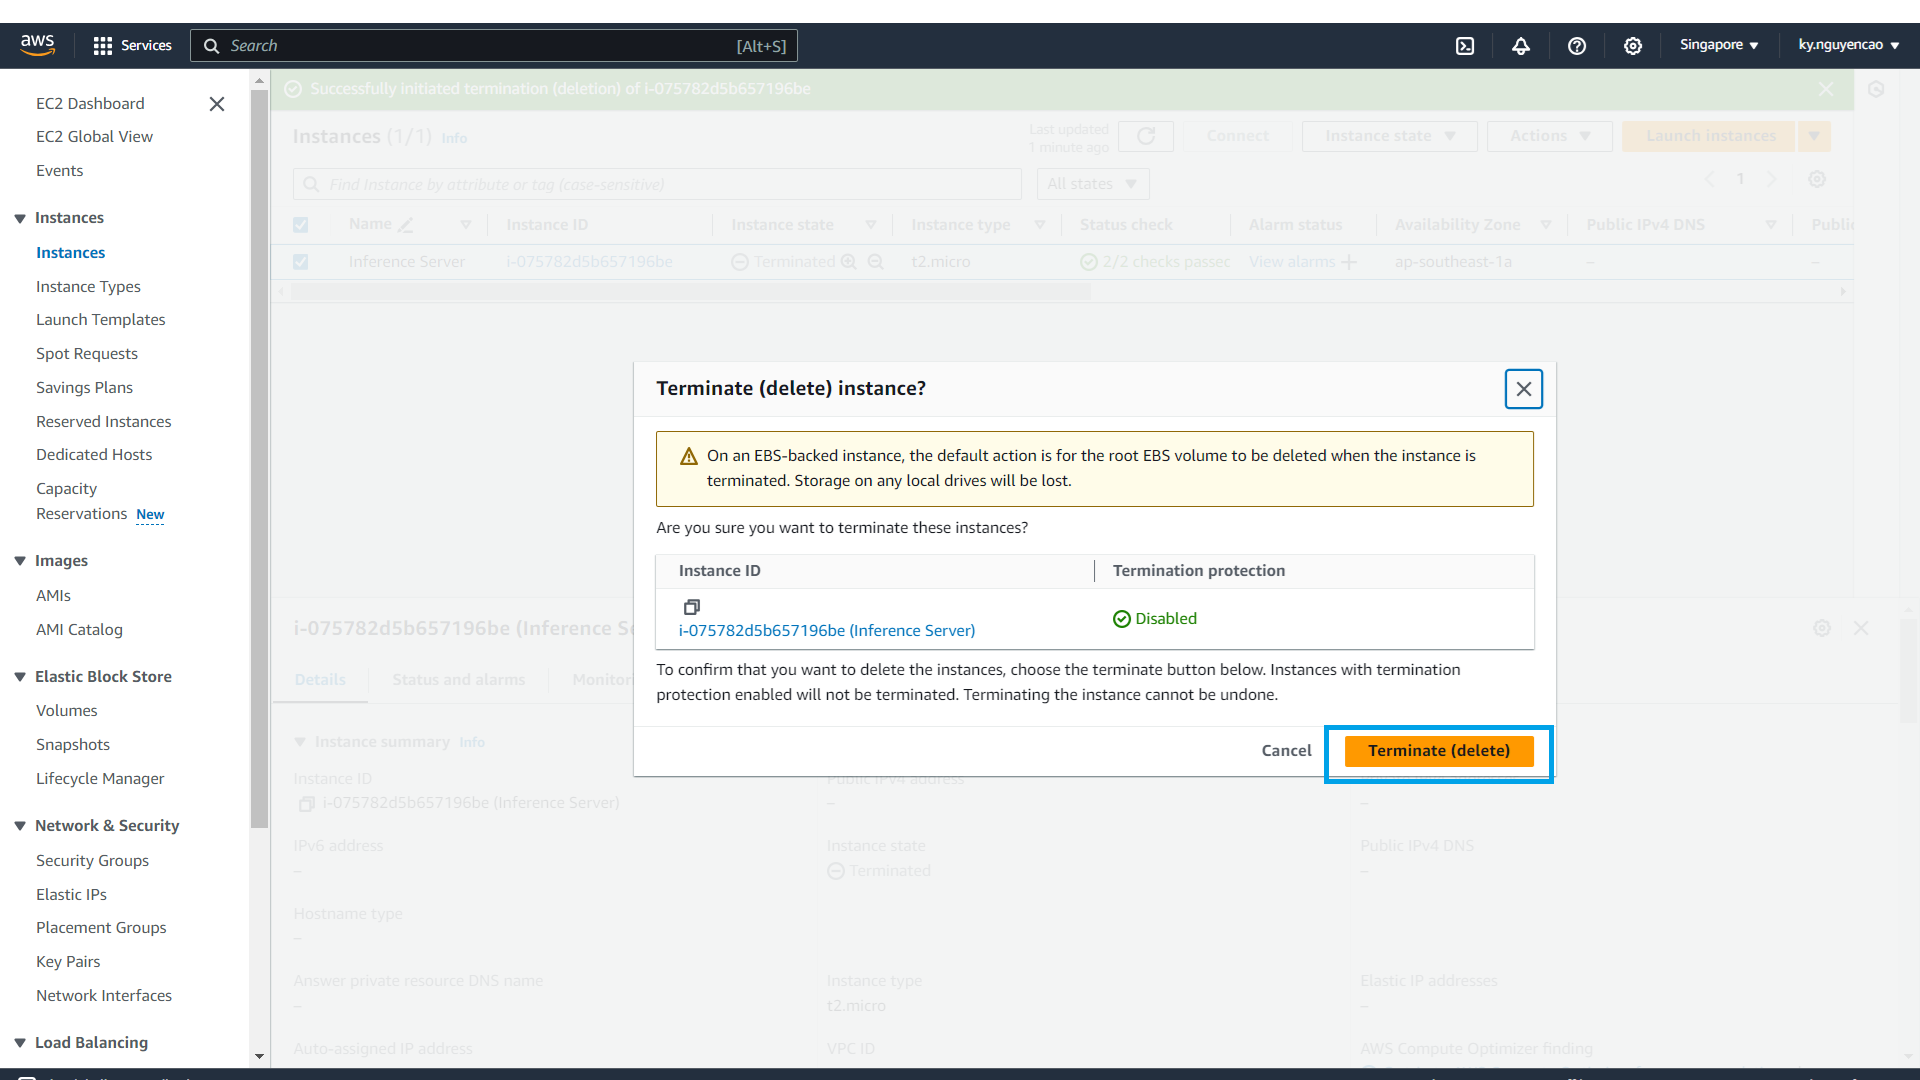 aws Services Search [Alt+S] Singapore ky.nguyencao
EC2 Dashboard
EC2 Global View
Events
Instances
Instances
Instance Types
Launch Templates
Spot Requests
Savings Plans
Reserved Instances
Dedicated Hosts
Capacity
Reservations New
Images
AMIs
AMI Catalog
Elastic Block Store
Volumes
Snapshots
Lifecycle Manager
Network & Security
Security Groups
Elastic IPs
Placement Groups
Key Pairs
Network Interfaces
Load Balancing
Successfully initiated termination (deletion) of i-075782d5b657196be
Instances (1/1) Info
Last updated
1 minute ago
Connect Instance state Actions Launch instances
Find Instance by attribute or tag (case-sensitive) All states 1
Name Instance ID Instance state Instance type Status check Alarm status Availability Zone Public IPv4 DNS Public
Inference Server i-075782d5b657196be Terminated t2.micro 2/2 checks passec View alarms + ap-southeast-1a – –
Terminate (delete) instance?
On an EBS-backed instance, the default action is for the root EBS volume to be deleted when the instance is
terminated. Storage on any local drives will be lost.
Are you sure you want to terminate these instances?
Instance ID Termination protection
i-075782d5b657196be (Inference Server) Disabled
To confirm that you want to delete the instances, choose the terminate button below. Instances with termination
protection enabled will not be terminated. Terminating the instance cannot be undone.
Cancel Terminate (delete)
i-075782d5b657196be (Inference Se
Details Status and alarms Monitori
Instance summary Info
Instance ID Public IPv4 address
i-075782d5b657196be (Inference Server) – –
IPv6 address Instance state Public IPv4 DNS
– Terminated –
Hostname type
–
Answer private resource DNS name Instance type Elastic IP addresses
– t2.micro –
Auto-assigned IP address VPC ID AWS Compute Optimizer finding